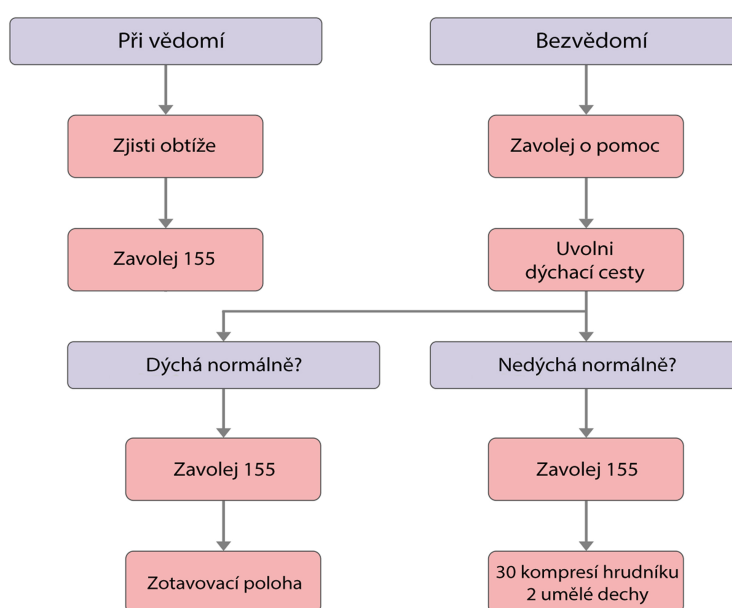 Při vědomí
Bezvědomí
Zjisti obtíže
Zavolej o pomoc
Zavolej 155
Uvolni
dýchací cesty
Dýchá normálně?
Nedýchá normálně?
Zavolej 155
Zavolej 155
Zotavovací poloha
30 kompresí hrudníku
2 umělé dechy